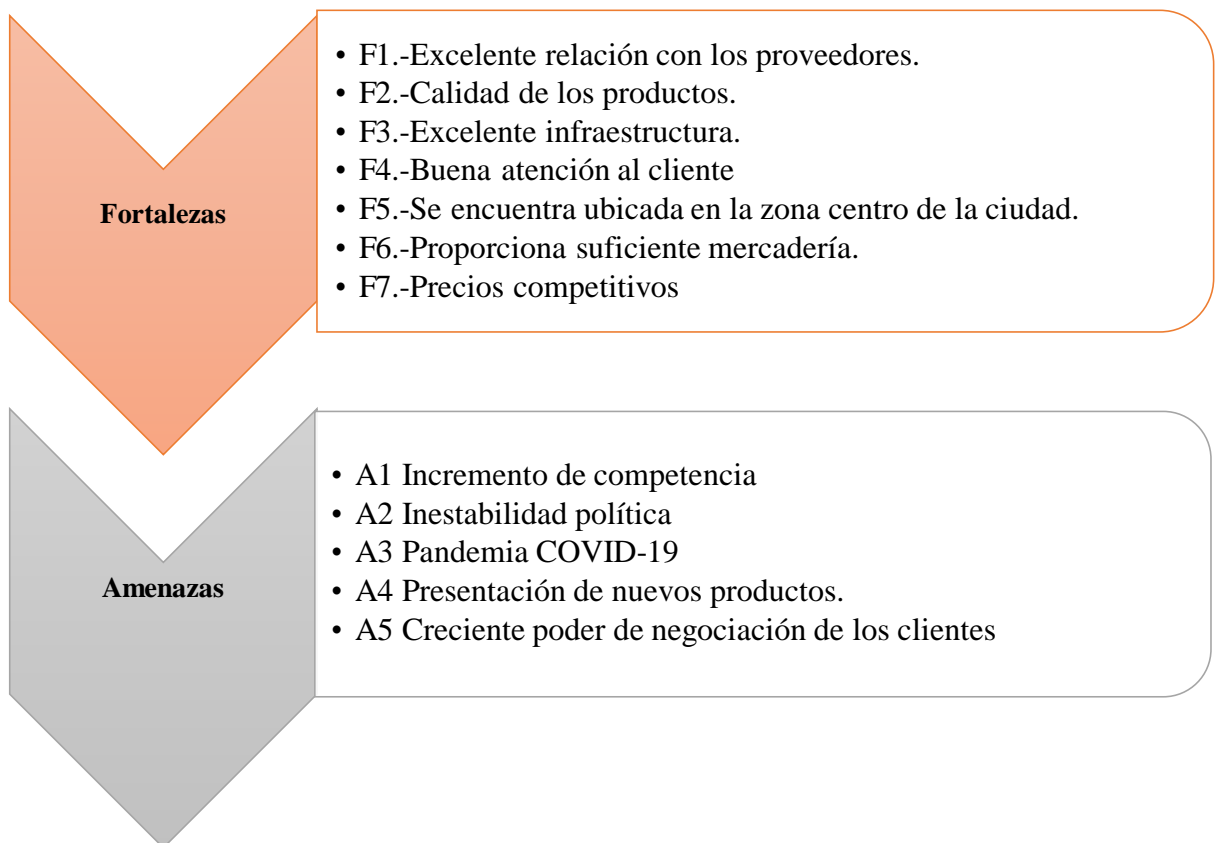 Fortalezas
• F1.-Excelente relación con los proveedores.
• F2.-Calidad de los productos.
• F3.-Excelente infraestructura.
• F4.-Buena atención al cliente
• F5.-Se encuentra ubicada en la zona centro de la ciudad.
• F6.-Proporciona suficiente mercadería.
• F7.-Precios competitivos
Amenazas
• A1 Incremento de competencia
• A2 Inestabilidad política
• A3 Pandemia COVID-19
• A4 Presentación de nuevos productos.
• A5 Creciente poder de negociación de los clientes